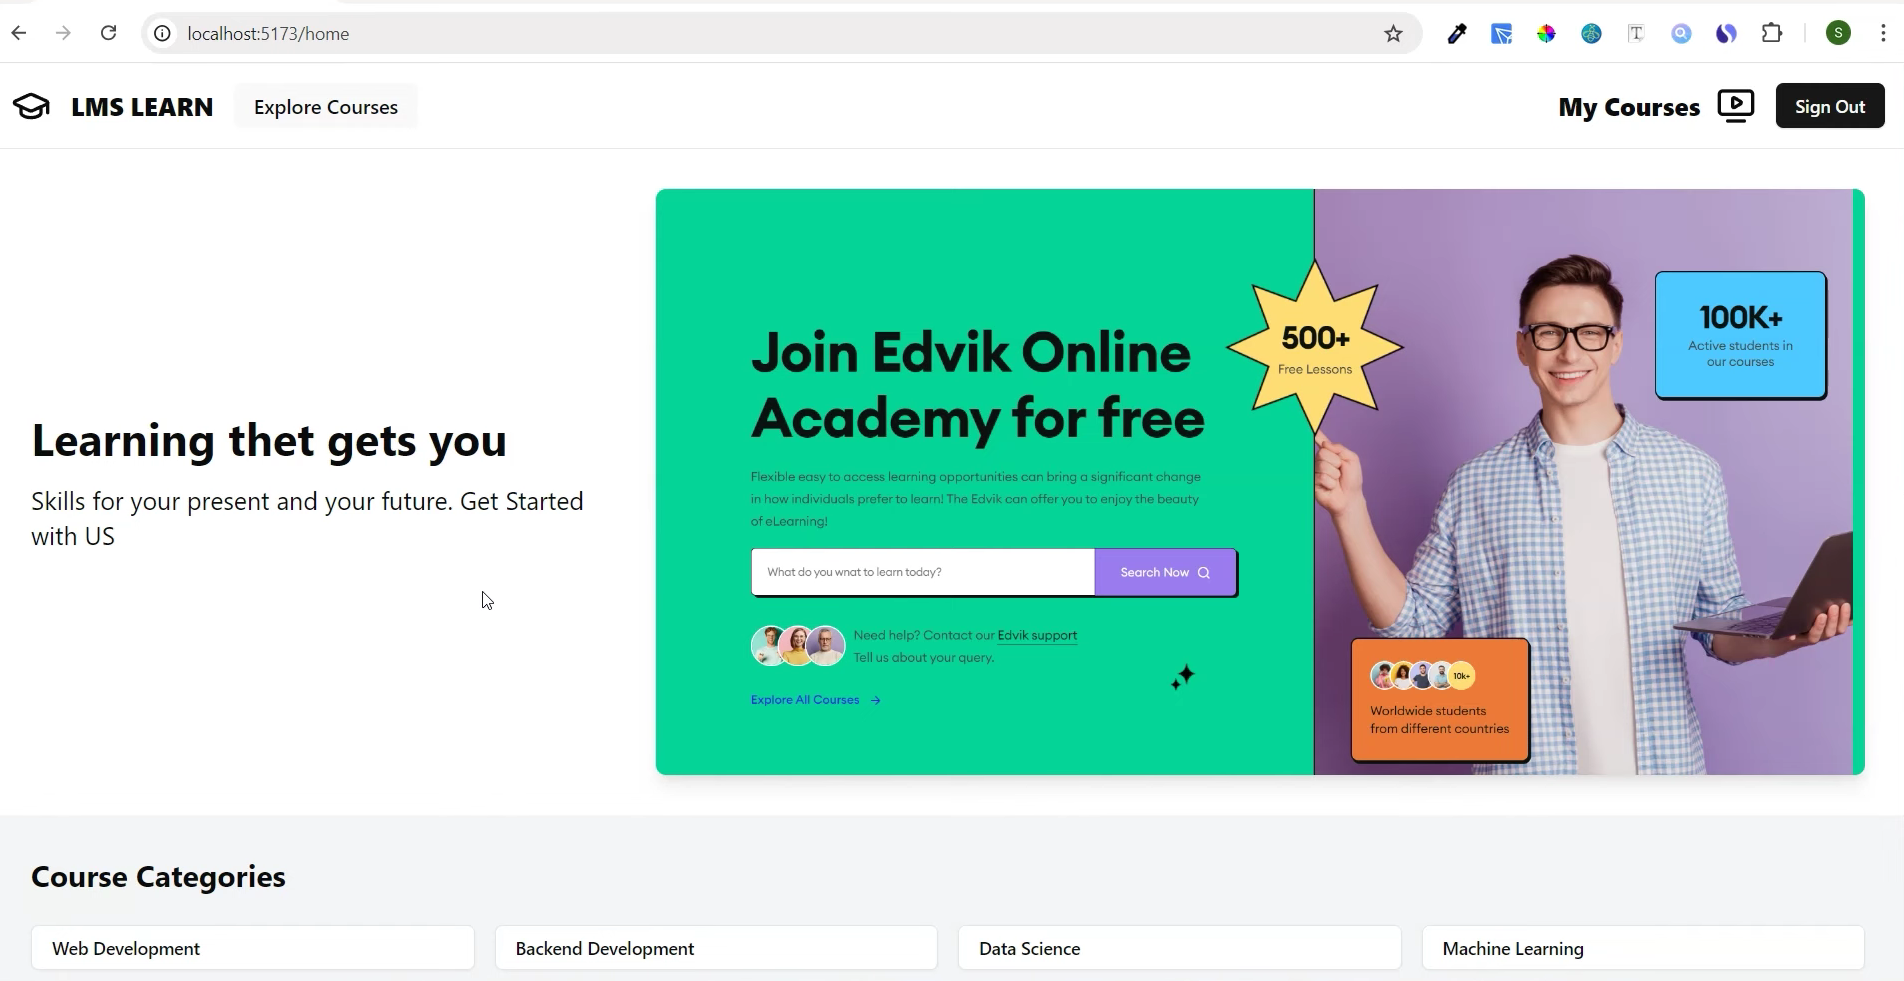 localhost:5173/home
T
S
LMS LEARN
Explore Courses
My Courses
Sign Out
Learning thet gets you
Skills for your present and your future. Get Started
with US
Join Edvik Online
Academy for free
Flexible easy to access learning opportunities can bring a significant change
in how individuals prefer to learn! The Edvik can offer you to enjoy the beauty
of eLearning!
What do you wnat to learn today?
Search Now
Need help? Contact our Edvik support
Tell us about your query.
Explore All Courses
500+
Free Lessons
100K+
Active students in
our courses
10k+
Worldwide students
from different countries
Course Categories
Web Development
Backend Development
Data Science
Machine Learning